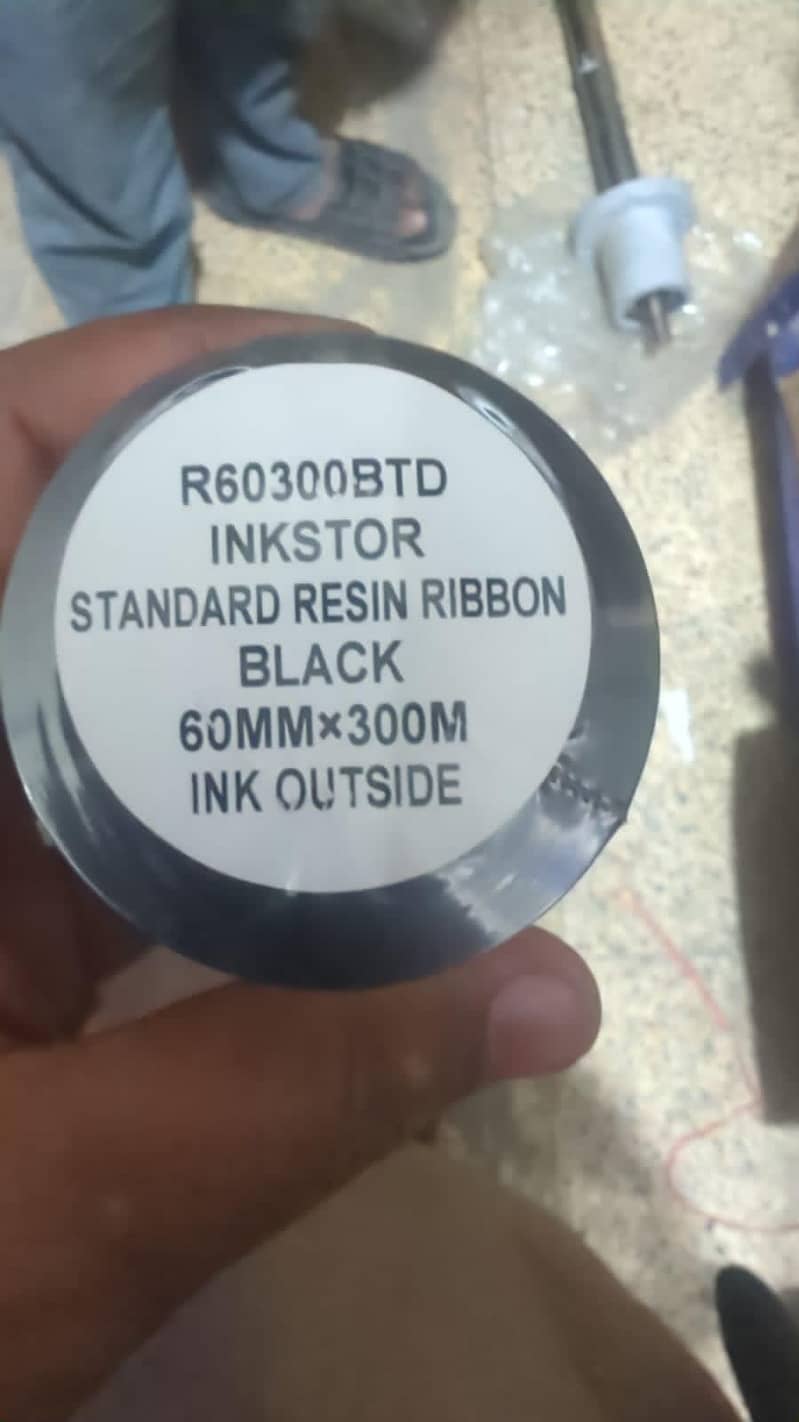 R60300BTD
INKSTOR
STANDARD RESIN RIBBON
BLACK
60MM×300M
INK OUTSIDE